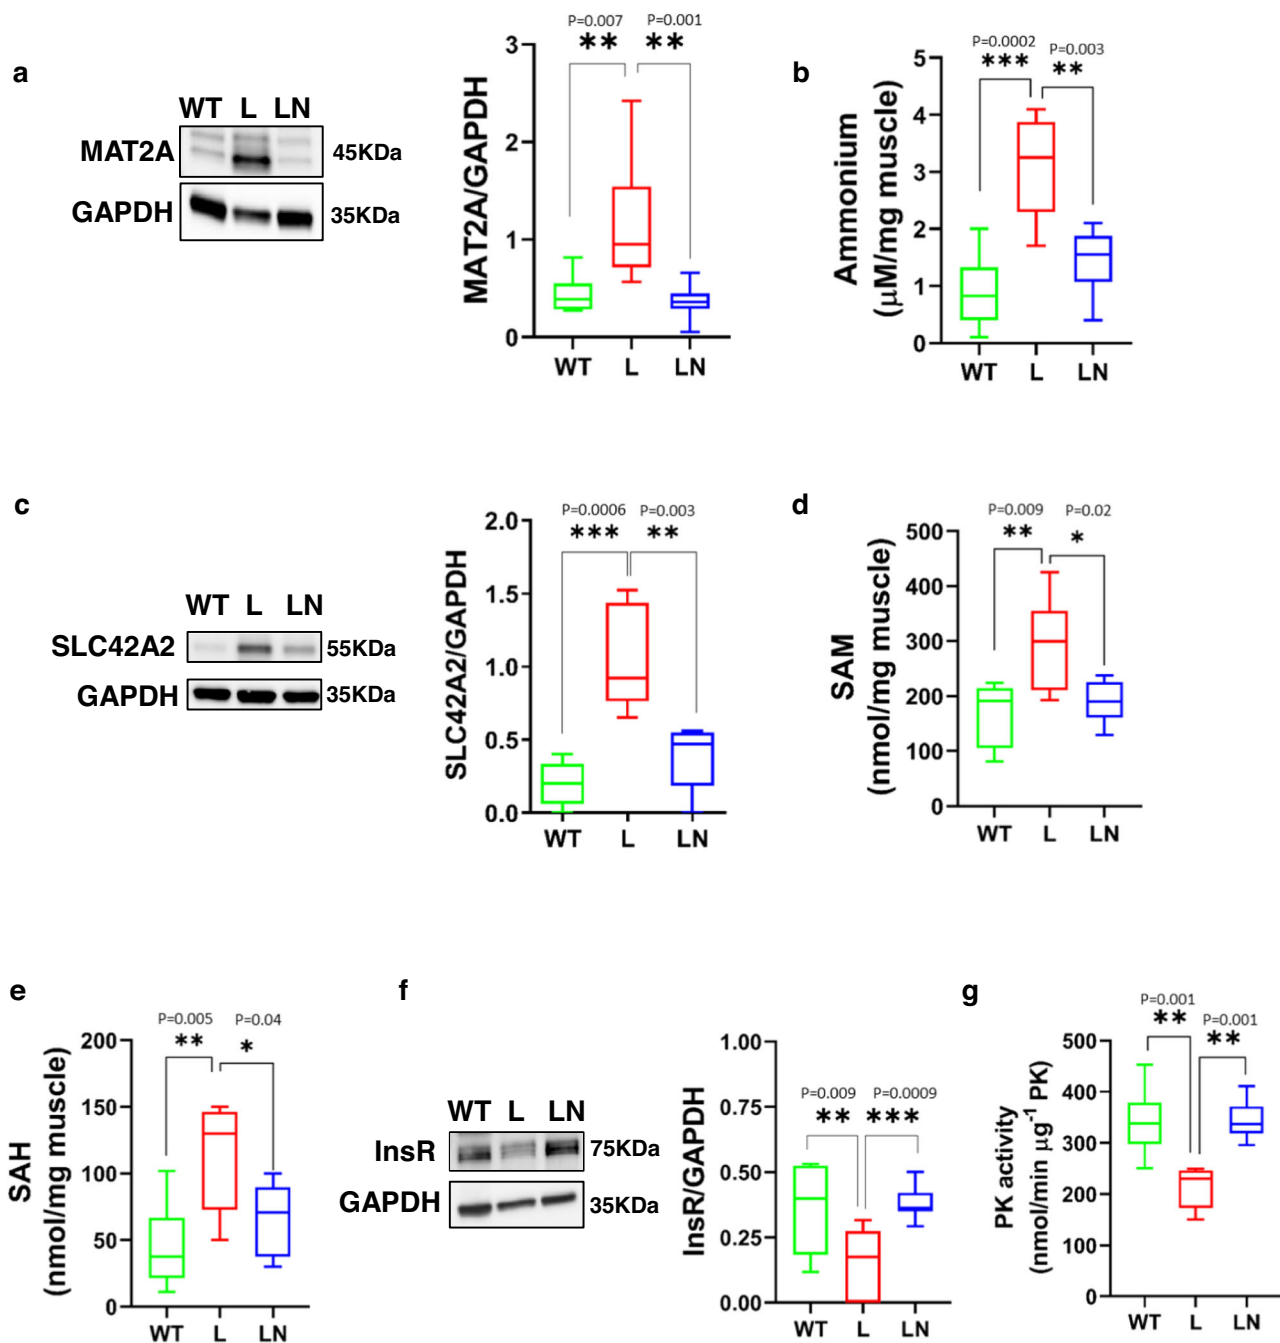 a
WT L LN
MAT2A 45KDa
GAPDH 35KDa
P=0.007 P=0.001
** **
MAT2A/GAPDH
3
2
1
0
WT L LN
b
P=0.0002 P=0.003
*** **
Ammonium
(μM/mg muscle)
5
4
3
2
1
0
WT L LN
c
WT L LN
SLC42A2 55KDa
GAPDH 35KDa
P=0.0006 P=0.003
*** **
SLC42A2/GAPDH
2.0
1.5
1.0
0.5
0.0
WT L LN
d
P=0.009 P=0.02
** *
SAM
(nmol/mg muscle)
500
400
300
200
100
0
WT L LN
e
P=0.005 P=0.04
** *
SAH
(nmol/mg muscle)
200
150
100
50
0
WT L LN
f
WT L LN
InsR 75KDa
GAPDH 35KDa
P=0.009 P=0.0009
** ***
InsR/GAPDH
1.00
0.75
0.50
0.25
0.00
WT L LN
g
P=0.001
** P=0.001
**
PK activity
(nmol/min μg⁻¹ PK)
500
400
300
200
100
0
WT L LN